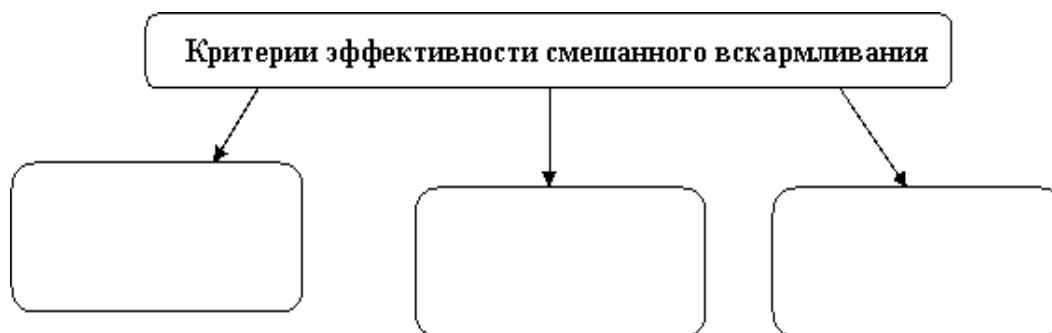 Критерии эффективности смешанного вскармливания